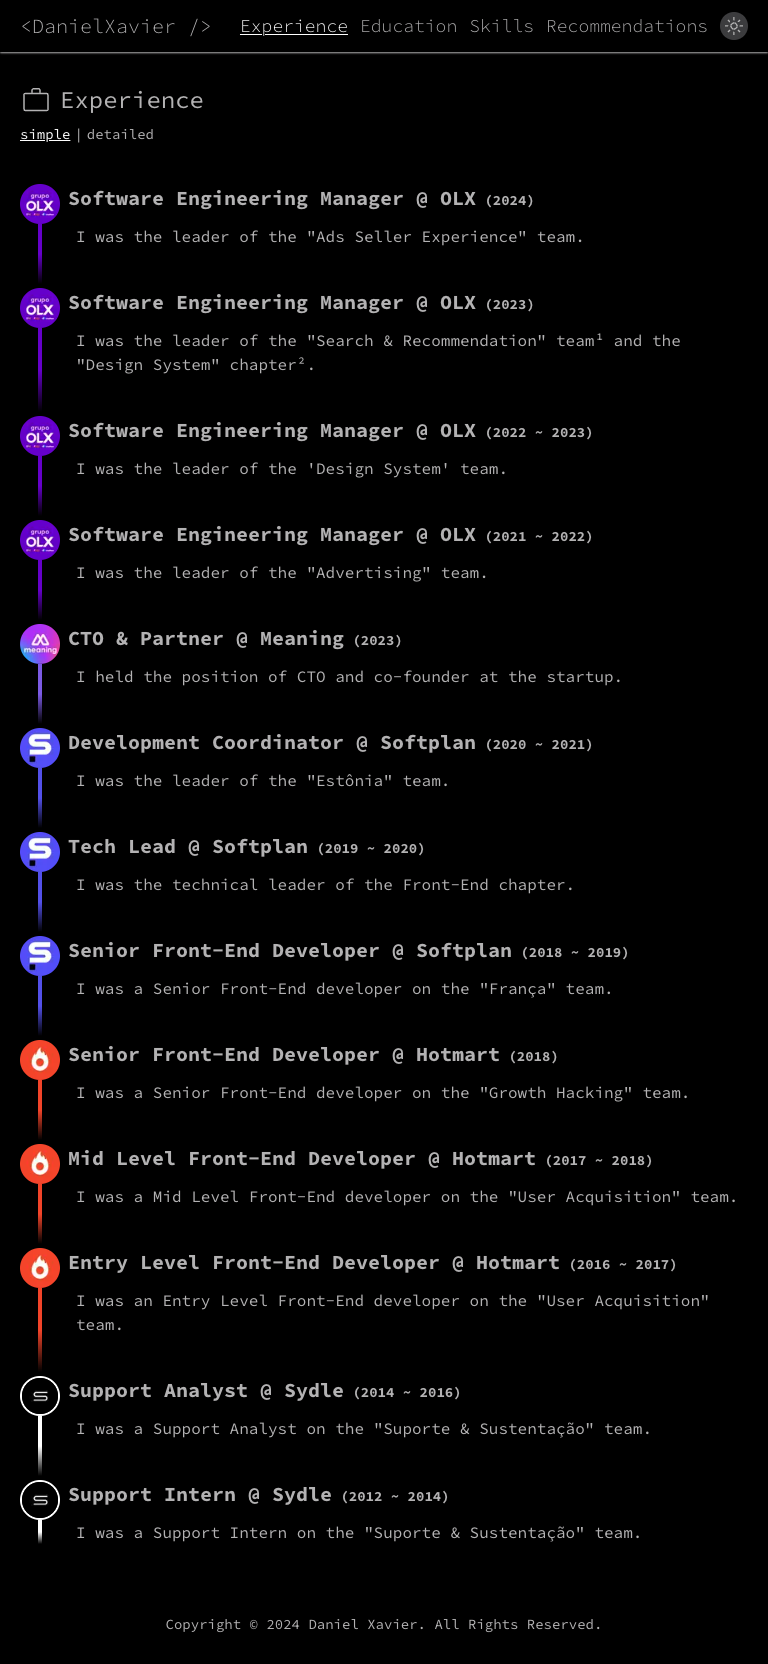 <DanielXavier />
Experience Education Skills Recommendations
Experience
simple | detailed
grupo
OLX
Software Engineering Manager @ OLX (2024)
I was the leader of the "Ads Seller Experience" team.
grupo
OLX
Software Engineering Manager @ OLX (2023)
I was the leader of the "Search & Recommendation" team¹ and the
"Design System" chapter².
grupo
OLX
Software Engineering Manager @ OLX (2022 ~ 2023)
I was the leader of the 'Design System' team.
grupo
OLX
Software Engineering Manager @ OLX (2021 ~ 2022)
I was the leader of the "Advertising" team.
meaning
CTO & Partner @ Meaning (2023)
I held the position of CTO and co-founder at the startup.
Development Coordinator @ Softplan (2020 ~ 2021)
I was the leader of the "Estônia" team.
Tech Lead @ Softplan (2019 ~ 2020)
I was the technical leader of the Front-End chapter.
Senior Front-End Developer @ Softplan (2018 ~ 2019)
I was a Senior Front-End developer on the "França" team.
Senior Front-End Developer @ Hotmart (2018)
I was a Senior Front-End developer on the "Growth Hacking" team.
Mid Level Front-End Developer @ Hotmart (2017 ~ 2018)
I was a Mid Level Front-End developer on the "User Acquisition" team.
Entry Level Front-End Developer @ Hotmart (2016 ~ 2017)
I was an Entry Level Front-End developer on the "User Acquisition"
team.
Support Analyst @ Sydle (2014 ~ 2016)
I was a Support Analyst on the "Suporte & Sustentação" team.
Support Intern @ Sydle (2012 ~ 2014)
I was a Support Intern on the "Suporte & Sustentação" team.
Copyright © 2024 Daniel Xavier. All Rights Reserved.